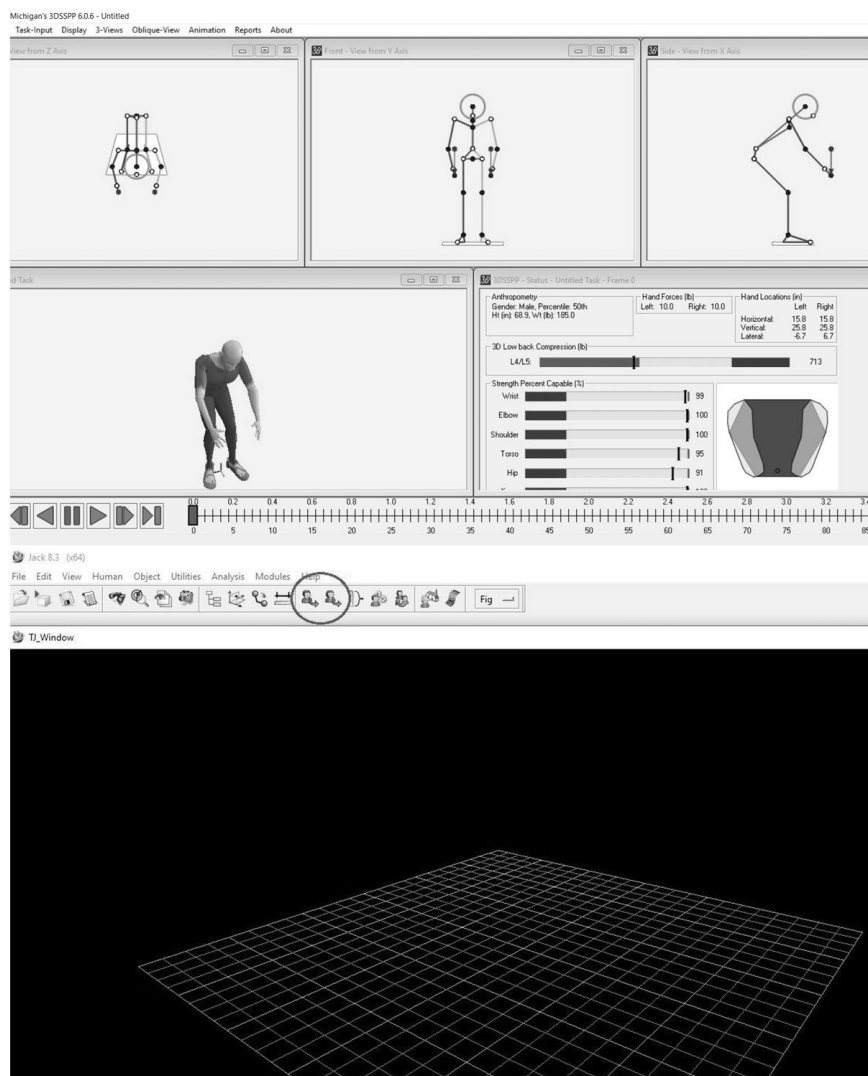 Michigan's 3DSSPP 6.0.6 - Untitled
Task-Input Display 3-Views Oblique-View Animation Reports About
View from Z Axis
Front - View from Y Axis
Side - View from X Axis
d Task
3DSSPP - Status - Untitled Task - Frame 0
Anthropometry
Gender: Male, Percentile: 50th
Ht (in): 68.9, Wt (lb): 185.0
Hand Forces (lb)
Left: 10.0 Right: 10.0
Hand Locations (in)
Left Right
Horizontal: 15.8 15.8
Vertical: 25.8 25.8
Lateral: -6.7 6.7
3D Low back Compression (lb)
L4/L5: 713
Strength Percent Capable (%)
Wrist 99
Elbow 100
Shoulder 100
Torso 95
Hip 91
0.0 0.2 0.4 0.6 0.8 1.0 1.2 1.4 1.6 1.8 2.0 2.2 2.4 2.6 2.8 3.0 3.2 3.4
0 5 10 15 20 25 30 35 40 45 50 55 60 65 70 75 80 85
Jack 8.3 (x64)
File Edit View Human Object Utilities Analysis Modules Help
Fig
TJ_Window